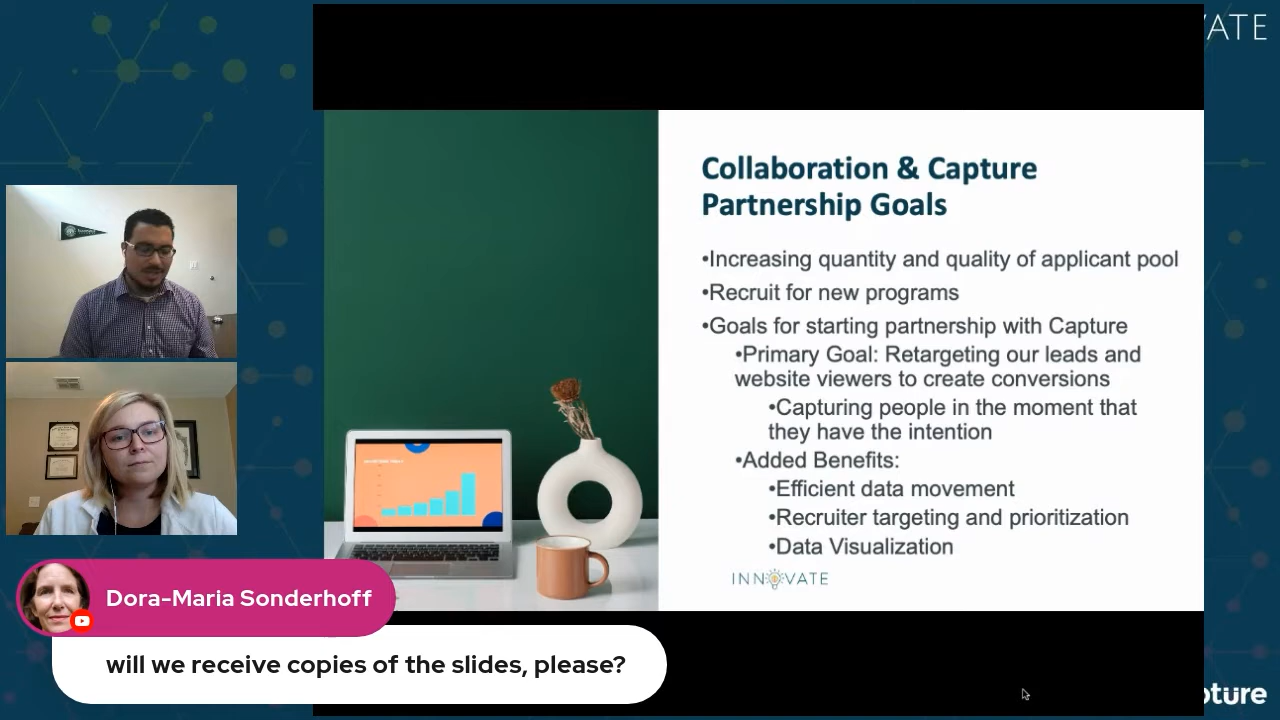 VATE
Collaboration & Capture
Partnership Goals
•Increasing quantity and quality of applicant pool
•Recruit for new programs
•Goals for starting partnership with Capture
•Primary Goal: Retargeting our leads and
website viewers to create conversions
•Capturing people in the moment that
they have the intention
•Added Benefits:
•Efficient data movement
•Recruiter targeting and prioritization
•Data Visualization
INNOVATE
Dora-Maria Sonderhoff
will we receive copies of the slides, please?
pture